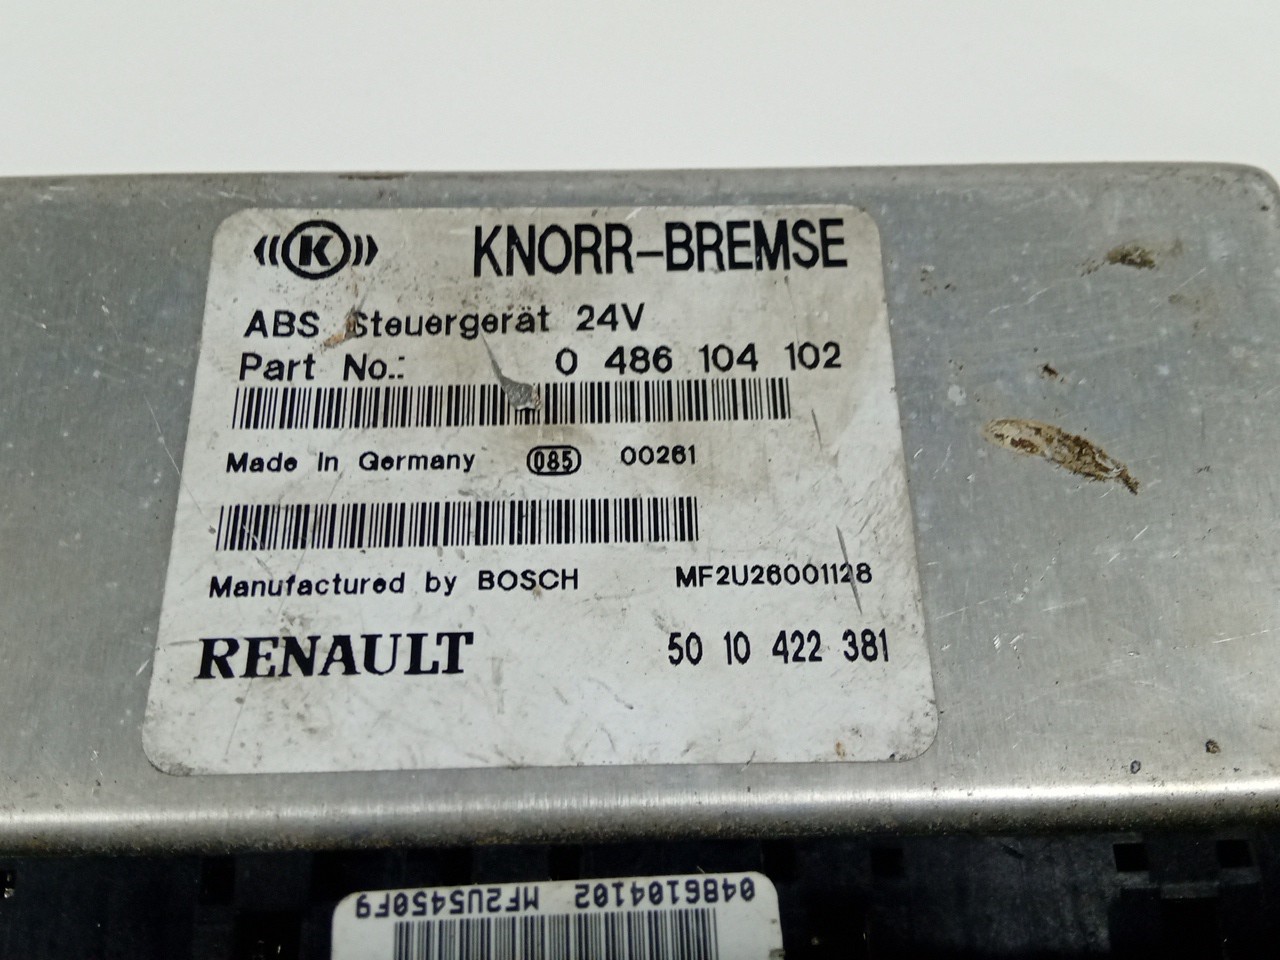 K KNORR-BREMSE
ABS Steuergerät 24V
Part No.: 0 486 104 102
Made In Germany 085 00261
Manufactured by BOSCH MF2U26001128
RENAULT 50 10 422 381
0486104102 MF2U5450F9